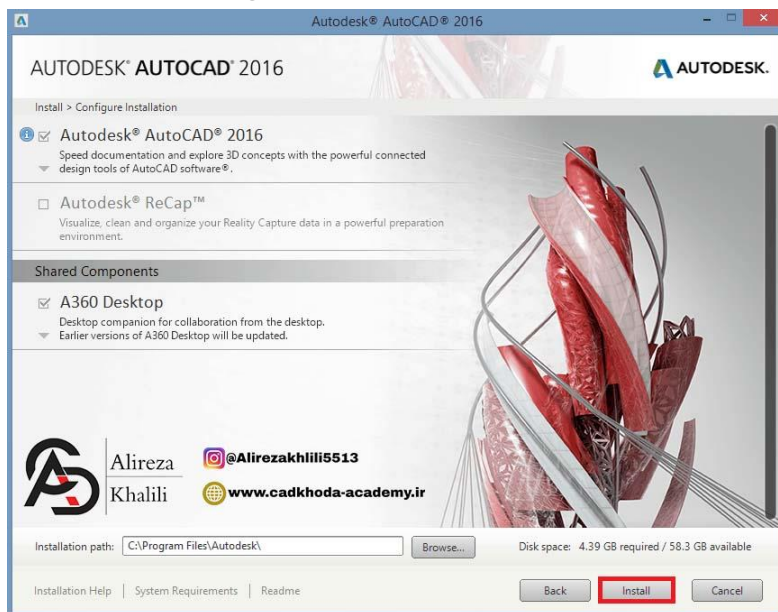 Autodesk® AutoCAD® 2016
AUTODESK® AUTOCAD® 2016
AUTODESK.
Install > Configure Installation
Autodesk® AutoCAD® 2016
Speed documentation and explore 3D concepts with the powerful connected
design tools of AutoCAD software®.
Autodesk® ReCap™
Visualize, clean and organize your Reality Capture data in a powerful preparation
environment.
Shared Components
A360 Desktop
Desktop companion for collaboration from the desktop.
Earlier versions of A360 Desktop will be updated.
Alireza
Khalili
@Alirezakhlili5513
www.cadkhoda-academy.ir
Installation path: C:\Program Files\Autodesk\ Browse... Disk space: 4.39 GB required / 58.3 GB available
Installation Help | System Requirements | Readme Back Install Cancel